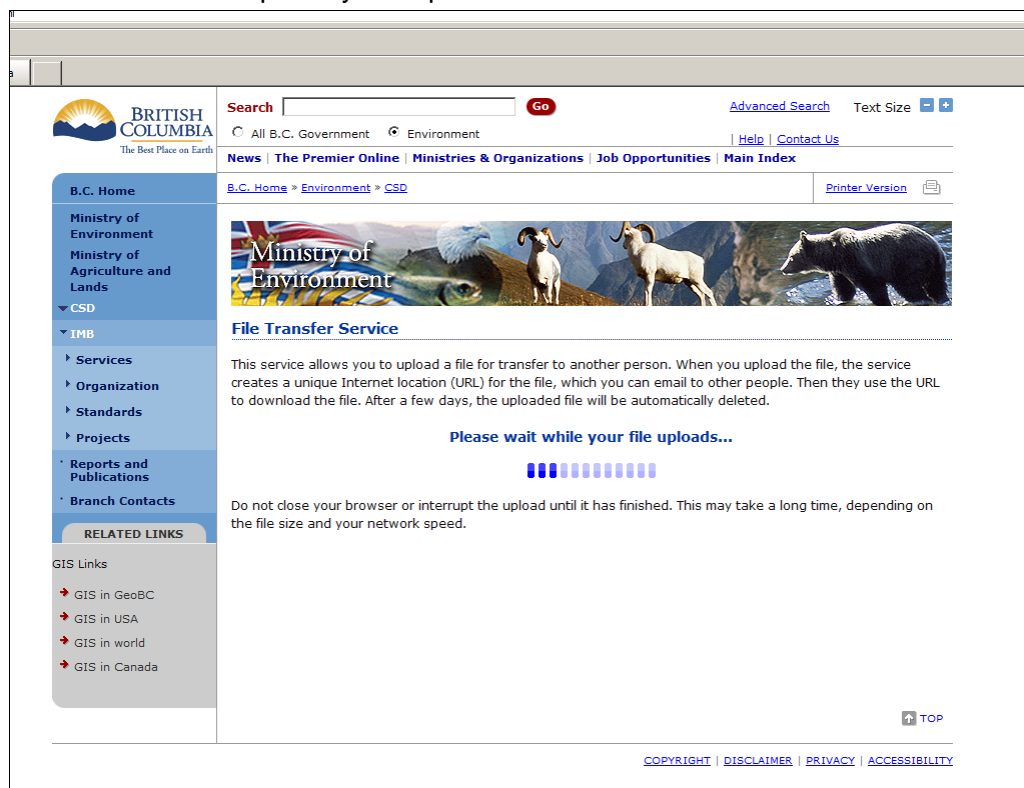 BRITISH
COLUMBIA
The Best Place on Earth
Search
Go
Advanced Search Text Size - +
All B.C. Government Environment
| Help | Contact Us
News | The Premier Online | Ministries & Organizations | Job Opportunities | Main Index
B.C. Home » Environment » CSD
Printer Version
B.C. Home
Ministry of
Environment
Ministry of
Agriculture and
Lands
CSD
IMB
Services
Organization
Standards
Projects
Reports and
Publications
Branch Contacts
RELATED LINKS
GIS Links
GIS in GeoBC
GIS in USA
GIS in world
GIS in Canada
Ministry of
Environment
File Transfer Service
This service allows you to upload a file for transfer to another person. When you upload the file, the service
creates a unique Internet location (URL) for the file, which you can email to other people. Then they use the URL
to download the file. After a few days, the uploaded file will be automatically deleted.
Please wait while your file uploads...
Do not close your browser or interrupt the upload until it has finished. This may take a long time, depending on
the file size and your network speed.
TOP
COPYRIGHT | DISCLAIMER | PRIVACY | ACCESSIBILITY